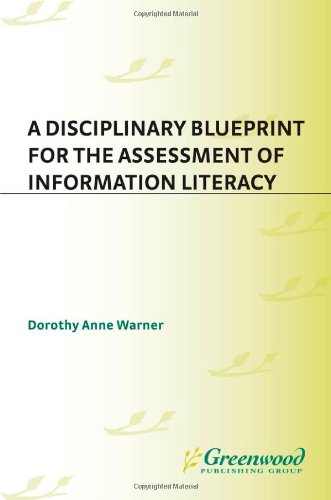 A DISCIPLINARY BLUEPRINT
FOR THE ASSESSMENT OF
INFORMATION LITERACY
Dorothy Anne Warner
Greenwood
PUBLISHING GROUP